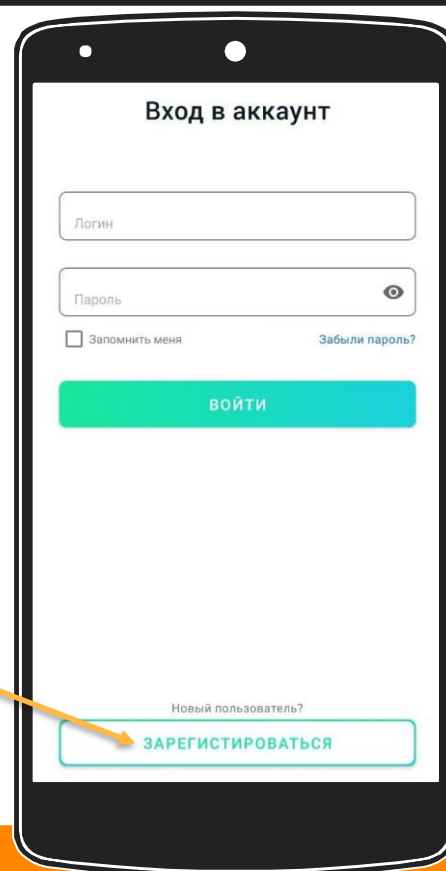 Вход в аккаунт
Логин
Пароль
Запомнить меня
Забыли пароль?
ВОЙТИ
Новый пользователь?
ЗАРЕГИСТИРОВАТЬСЯ